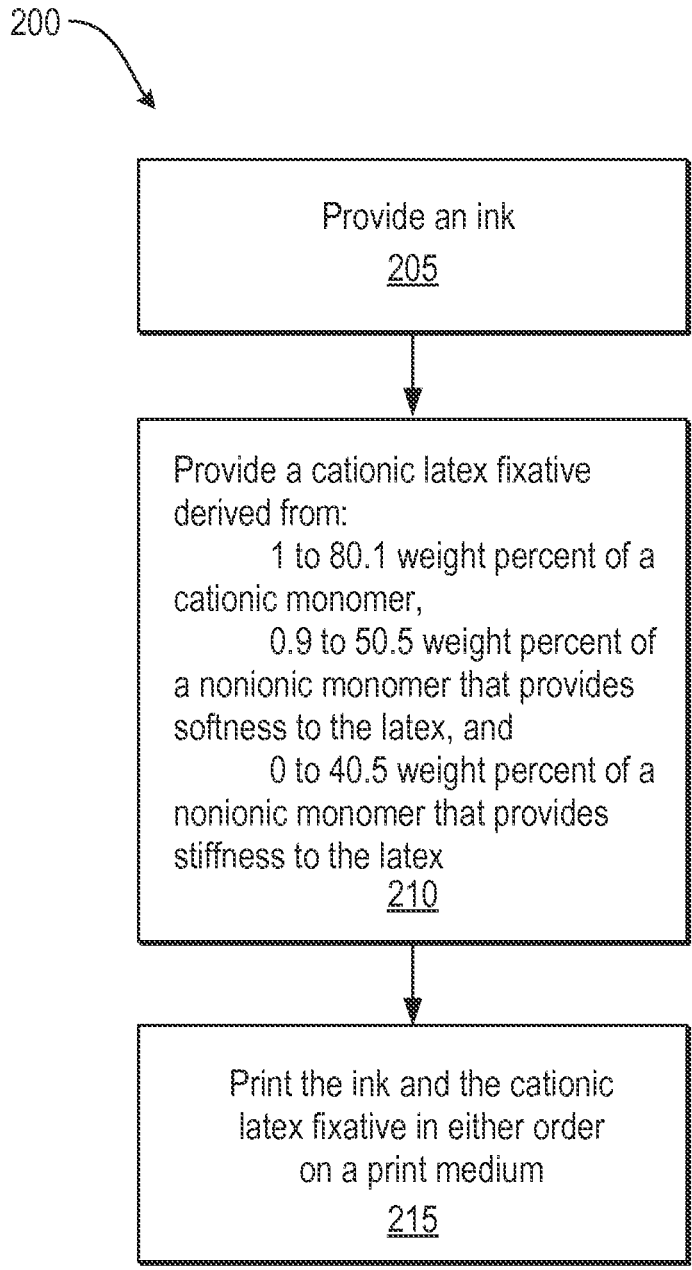 200
Provide an ink
205
Provide a cationic latex fixative
derived from:
1 to 80.1 weight percent of a
cationic monomer,
0.9 to 50.5 weight percent of
a nonionic monomer that provides
softness to the latex, and
0 to 40.5 weight percent of a
nonionic monomer that provides
stiffness to the latex
210
Print the ink and the cationic
latex fixative in either order
on a print medium
215